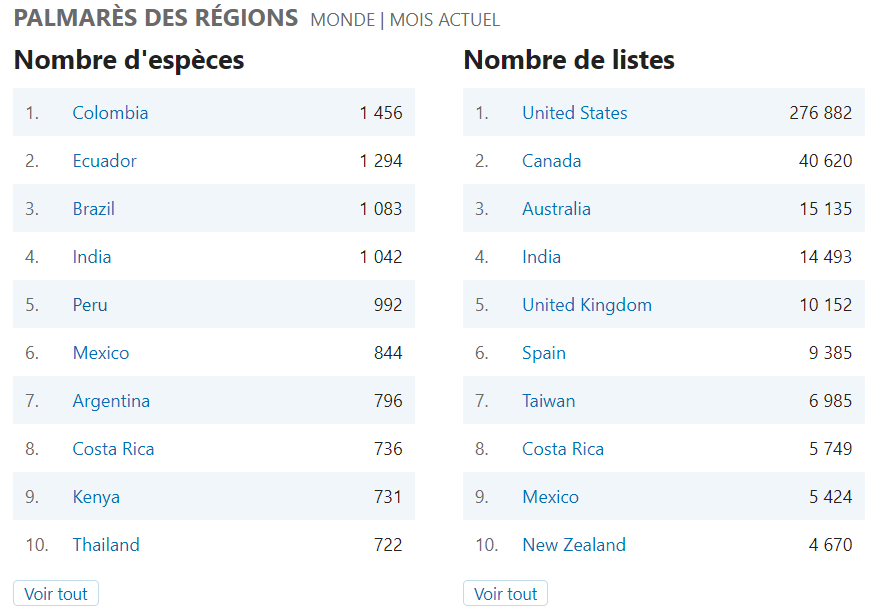 PALMARÈS DES RÉGIONS MONDE | MOIS ACTUEL
Nombre d'espèces
1. Colombia 1 456
2. Ecuador 1 294
3. Brazil 1 083
4. India 1 042
5. Peru 992
6. Mexico 844
7. Argentina 796
8. Costa Rica 736
9. Kenya 731
10. Thailand 722
Voir tout
Nombre de listes
1. United States 276 882
2. Canada 40 620
3. Australia 15 135
4. India 14 493
5. United Kingdom 10 152
6. Spain 9 385
7. Taiwan 6 985
8. Costa Rica 5 749
9. Mexico 5 424
10. New Zealand 4 670
Voir tout